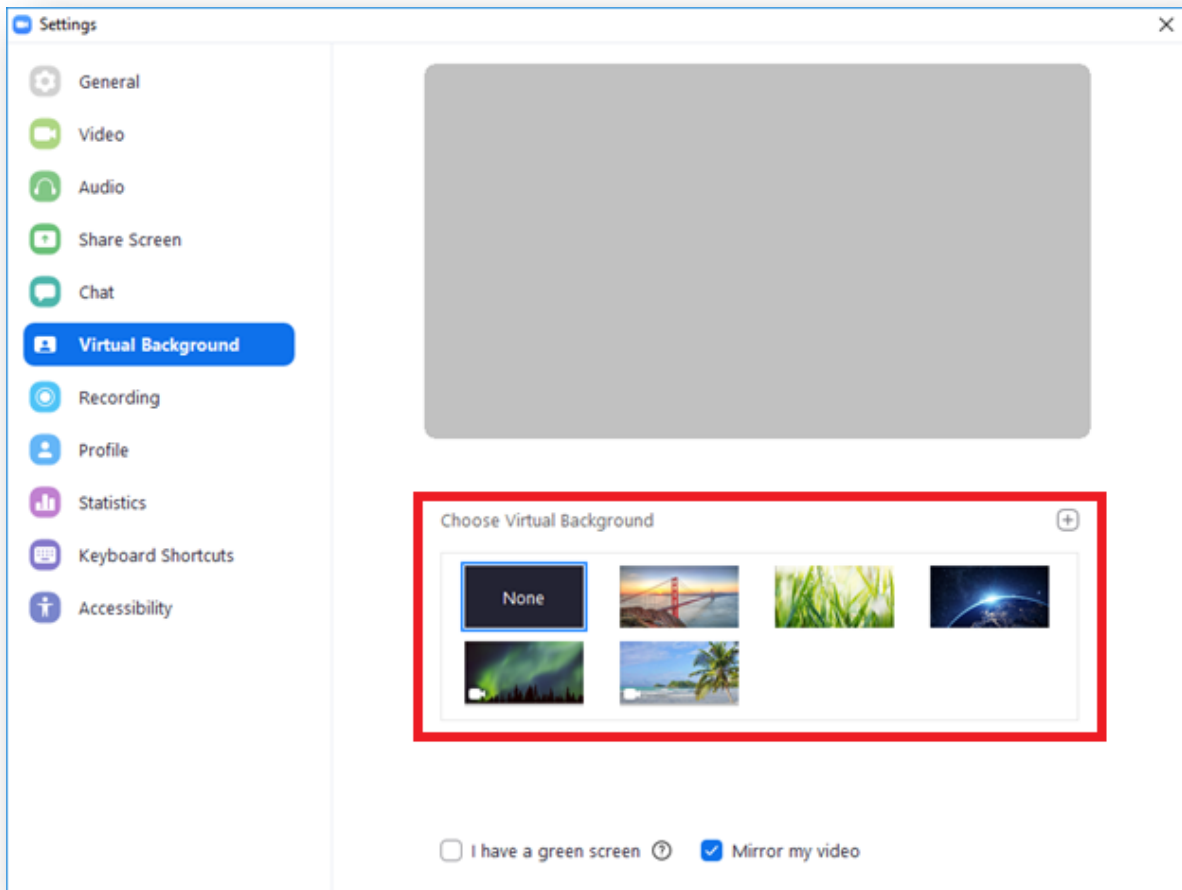 Settings
General
Video
Audio
Share Screen
Chat
Virtual Background
Recording
Profile
Statistics
Keyboard Shortcuts
Accessibility
Choose Virtual Background
None
I have a green screen
Mirror my video